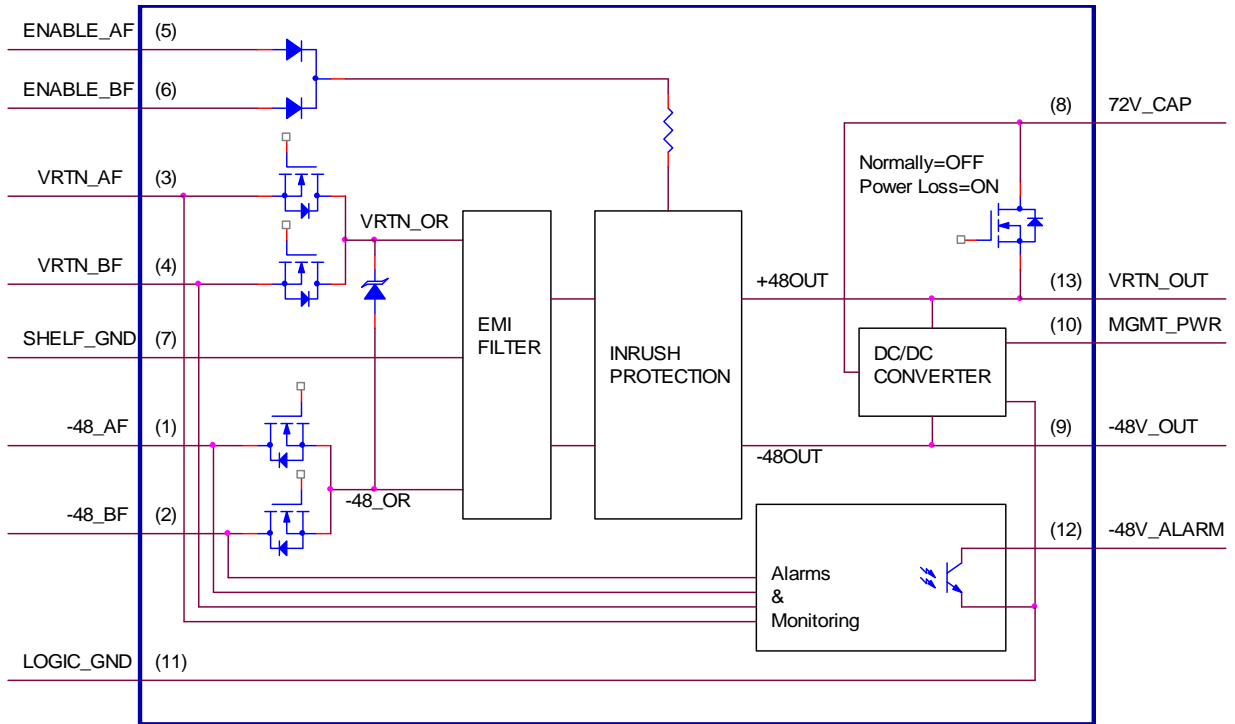 ENABLE_AF (5)
ENABLE_BF (6)
(8) 72V_CAP
Normally=OFF
Power Loss=ON
VRTN_AF (3)
VRTN_OR
VRTN_BF (4)
+48OUT
(13) VRTN_OUT
(10) MGMT_PWR
SHELF_GND (7)
EMI
FILTER
INRUSH
PROTECTION
DC/DC
CONVERTER
-48_AF (1)
(9) -48V_OUT
-48OUT
-48_OR
-48_BF (2)
(12) -48V_ALARM
Alarms
&
Monitoring
LOGIC_GND (11)